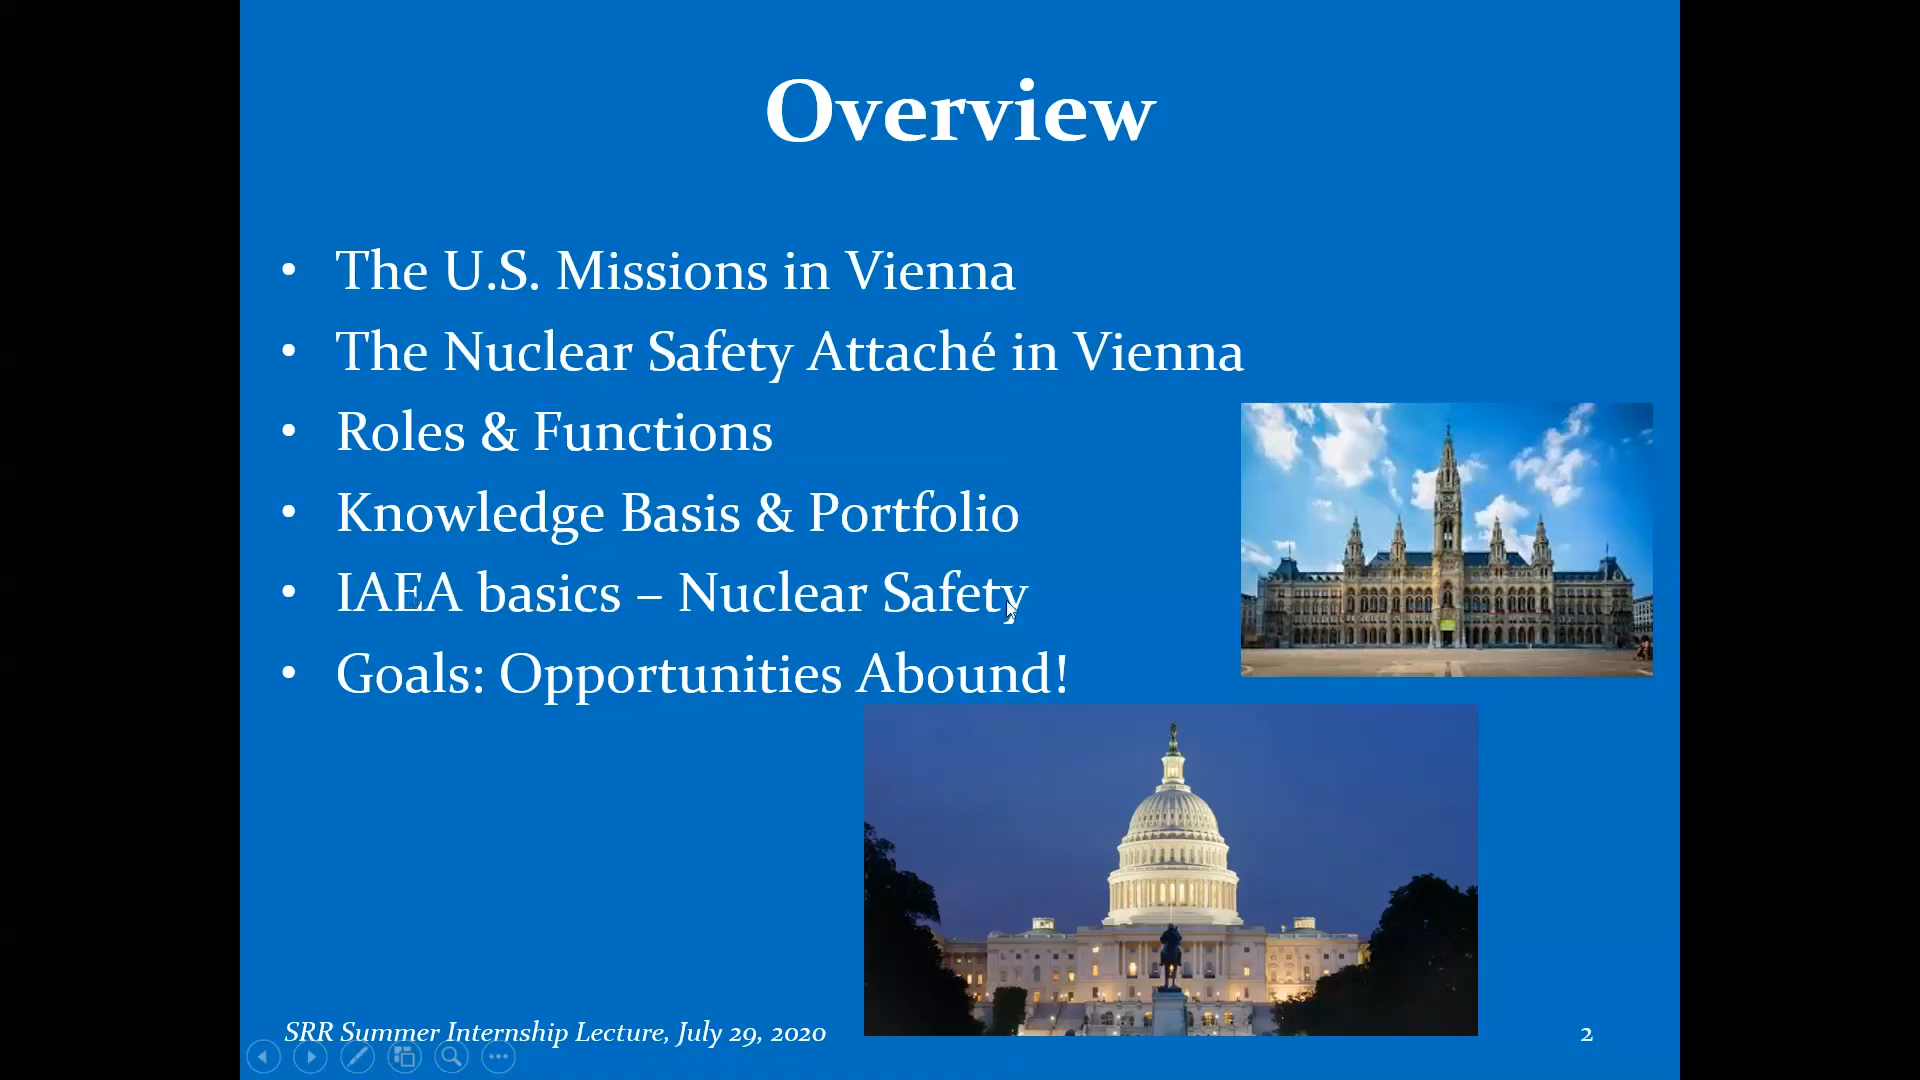 Overview
• The U.S. Missions in Vienna
• The Nuclear Safety Attaché in Vienna
• Roles & Functions
• Knowledge Basis & Portfolio
• IAEA basics – Nuclear Safety
• Goals: Opportunities Abound!
SRR Summer Internship Lecture, July 29, 2020
2